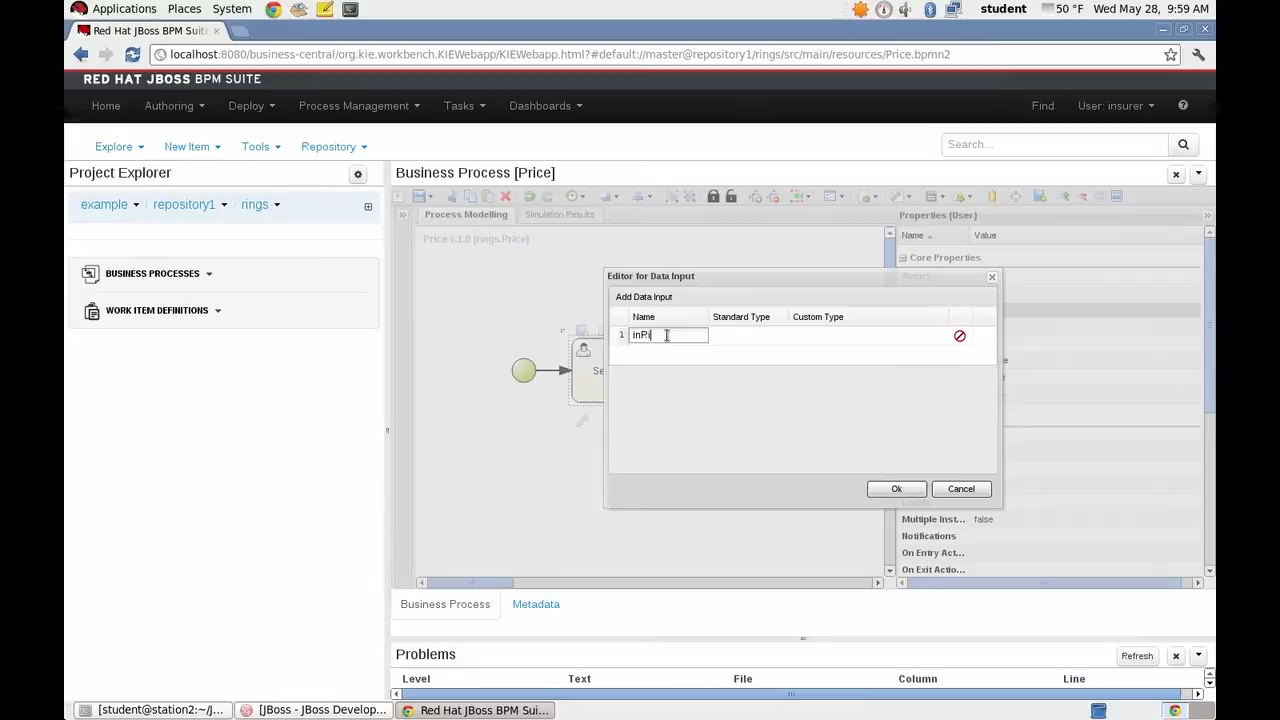 Applications Places System
student 50 °F Wed May 28, 9:59 AM
Red Hat JBoss BPM Suit
localhost:8080/business-central/org.kie.workbench.KIEWebapp/KIEWebapp.html?#default://master@repository1/rings/src/main/resources/Price.bpmn2
RED HAT JBOSS BPM SUITE
Home Authoring Deploy Process Management Tasks Dashboards Find User: insurer
Explore New Item Tools Repository Search...
Project Explorer
Business Process [Price]
example repository1 rings
Process Modelling Simulation Results Properties (User)
Price v.1.0 (rings.Price)
Name Value
Core Properties
BUSINESS PROCESSES
WORK ITEM DEFINITIONS
Editor for Data Input
Add Data Input
Name Standard Type Custom Type
1 inRi
Se
Ok Cancel
Multiple Inst... false
Notifications
On Entry Act...
On Exit Actio...
Business Process Metadata
Problems Refresh
Level Text File Column Line
[student@station2:~/J... [JBoss - JBoss Develop... Red Hat JBoss BPM Sui...